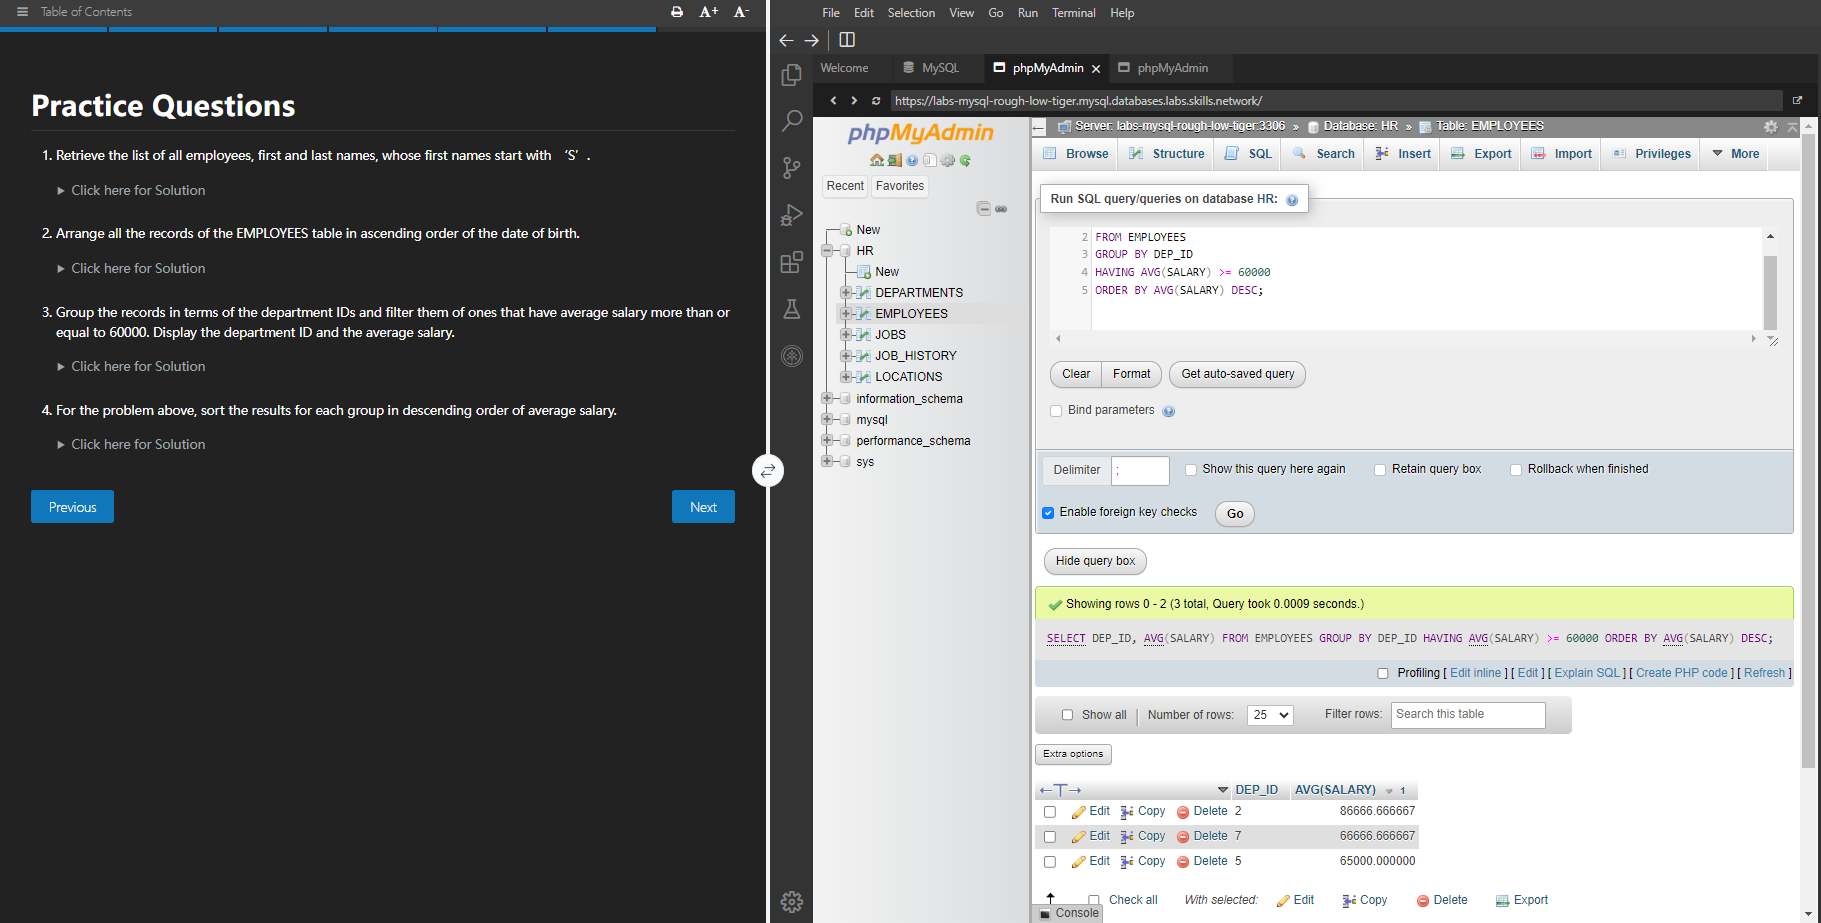 Table of Contents
A+ A-
Practice Questions
1. Retrieve the list of all employees, first and last names, whose first names start with ‘S’ .
Click here for Solution
2. Arrange all the records of the EMPLOYEES table in ascending order of the date of birth.
Click here for Solution
3. Group the records in terms of the department IDs and filter them of ones that have average salary more than or
equal to 60000. Display the department ID and the average salary.
Click here for Solution
4. For the problem above, sort the results for each group in descending order of average salary.
Click here for Solution
Previous
Next
File Edit Selection View Go Run Terminal Help
Welcome MySQL phpMyAdmin phpMyAdmin
https://labs-mysql-rough-low-tiger.mysql.databases.labs.skills.network/
phpMyAdmin
Recent Favorites
New
HR
New
DEPARTMENTS
EMPLOYEES
JOBS
JOB_HISTORY
LOCATIONS
information_schema
mysql
performance_schema
sys
Server: labs-mysql-rough-low-tiger:3306 » Database: HR » Table: EMPLOYEES
Browse Structure SQL Search Insert Export Import Privileges More
Run SQL query/queries on database HR:
2 FROM EMPLOYEES
3 GROUP BY DEP_ID
4 HAVING AVG(SALARY) >= 60000
5 ORDER BY AVG(SALARY) DESC;
Clear Format Get auto-saved query
Bind parameters
Delimiter ; Show this query here again Retain query box Rollback when finished
Enable foreign key checks Go
Hide query box
Showing rows 0 - 2 (3 total, Query took 0.0009 seconds.)
SELECT DEP_ID, AVG(SALARY) FROM EMPLOYEES GROUP BY DEP_ID HAVING AVG(SALARY) >= 60000 ORDER BY AVG(SALARY) DESC;
Profiling [ Edit inline ] [ Edit ] [ Explain SQL ] [ Create PHP code ] [ Refresh ]
Show all Number of rows: 25 Filter rows: Search this table
Extra options
←T→ DEP_ID AVG(SALARY) 1
Edit Copy Delete 2 86666.666667
Edit Copy Delete 7 66666.666667
Edit Copy Delete 5 65000.000000
Check all With selected: Edit Copy Delete Export
Console